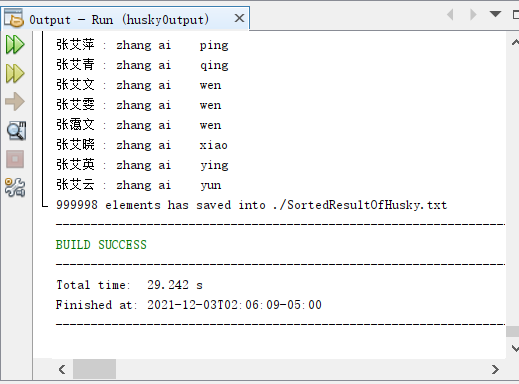 Output - Run (huskyOutput)
张艾萍 : zhang ai    ping
张艾青 : zhang ai    qing
张艾文 : zhang ai    wen
张艾雯 : zhang ai    wen
张霭文 : zhang ai    wen
张艾晓 : zhang ai    xiao
张艾英 : zhang ai    ying
张艾云 : zhang ai    yun
999998 elements has saved into ./SortedResultOfHusky.txt
------------------------------------------------------------------------
BUILD SUCCESS
------------------------------------------------------------------------
Total time:  29.242 s
Finished at: 2021-12-03T02:06:09-05:00
------------------------------------------------------------------------